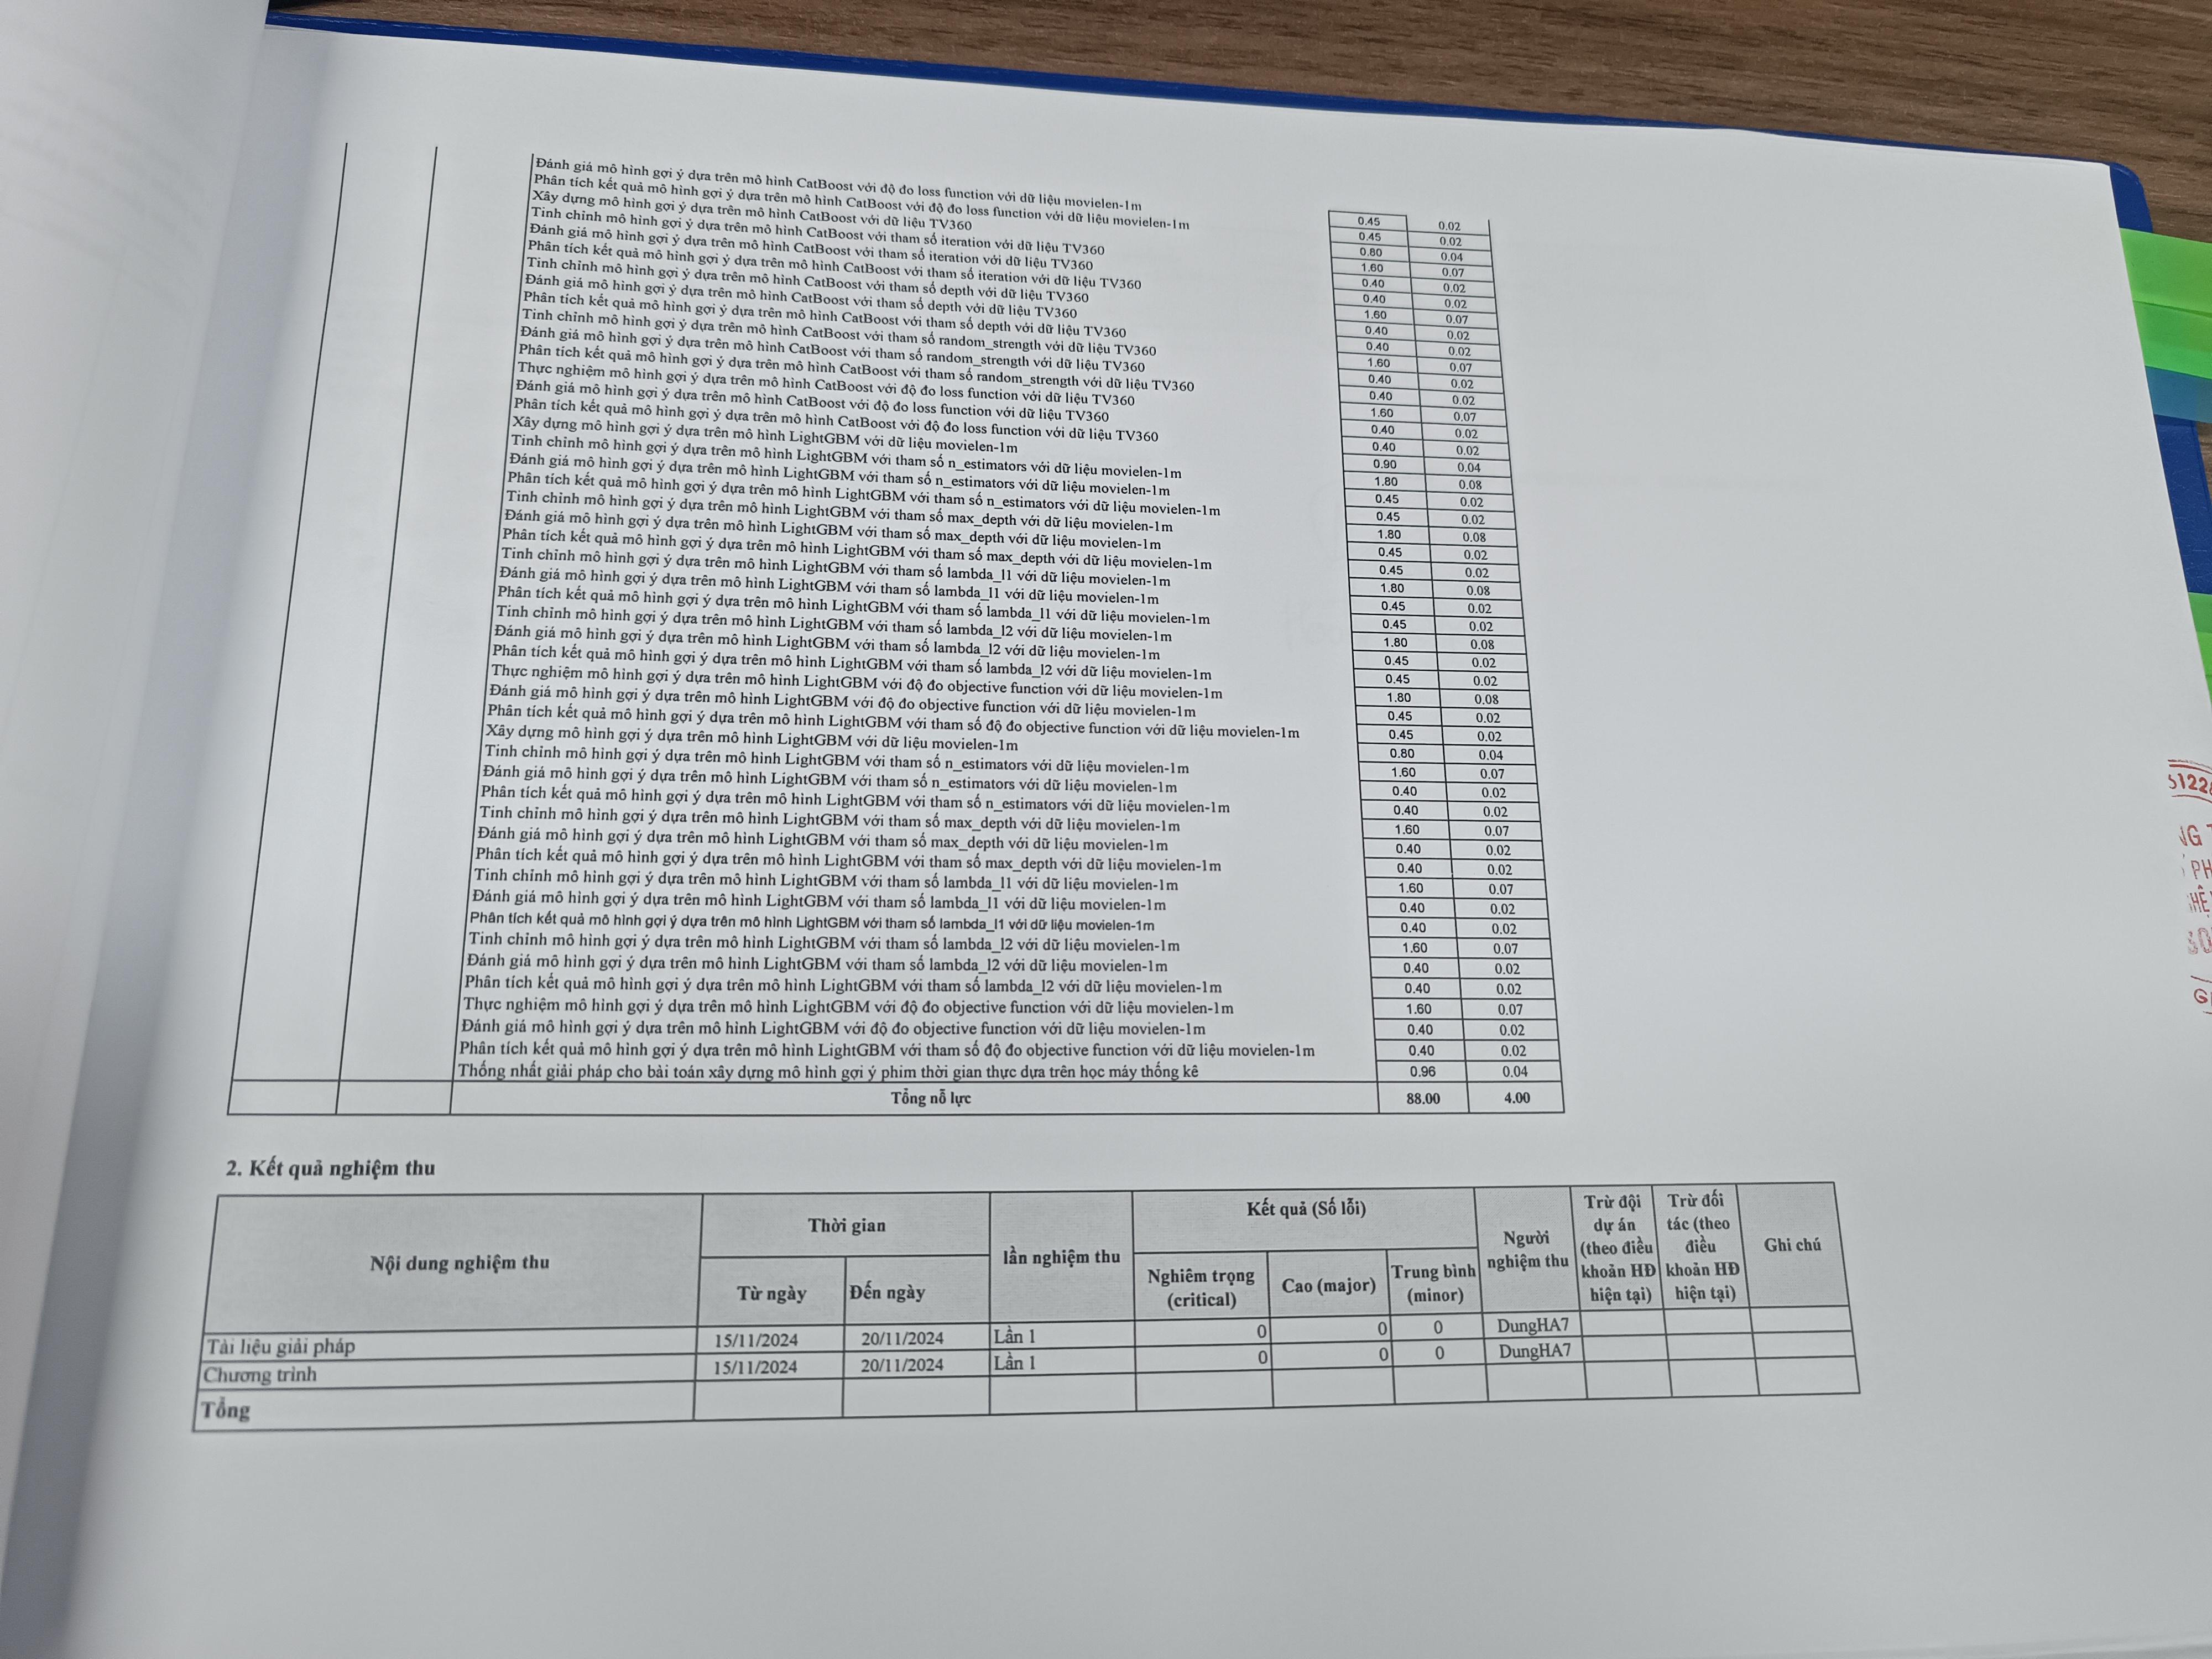 Đánh giá mô hình gợi ý dựa trên mô hình CatBoost với độ đo loss function với dữ liệu movielen-1m 0.45 0.02
Phân tích kết quả mô hình gợi ý dựa trên mô hình CatBoost với độ đo loss function với dữ liệu movielen-1m 0.45 0.02
Xây dựng mô hình gợi ý dựa trên mô hình CatBoost với dữ liệu TV360 0.80 0.04
Tinh chỉnh mô hình gợi ý dựa trên mô hình CatBoost với tham số iteration với dữ liệu TV360 1.60 0.07
Đánh giá mô hình gợi ý dựa trên mô hình CatBoost với tham số iteration với dữ liệu TV360 0.40 0.02
Phân tích kết quả mô hình gợi ý dựa trên mô hình CatBoost với tham số iteration với dữ liệu TV360 0.40 0.02
Tinh chỉnh mô hình gợi ý dựa trên mô hình CatBoost với tham số depth với dữ liệu TV360 1.60 0.07
Đánh giá mô hình gợi ý dựa trên mô hình CatBoost với tham số depth với dữ liệu TV360 0.40 0.02
Phân tích kết quả mô hình gợi ý dựa trên mô hình CatBoost với tham số depth với dữ liệu TV360 0.40 0.02
Tinh chỉnh mô hình gợi ý dựa trên mô hình CatBoost với tham số random_strength với dữ liệu TV360 1.60 0.07
Đánh giá mô hình gợi ý dựa trên mô hình CatBoost với tham số random_strength với dữ liệu TV360 0.40 0.02
Phân tích kết quả mô hình gợi ý dựa trên mô hình CatBoost với tham số random_strength với dữ liệu TV360 0.40 0.02
Thực nghiệm mô hình gợi ý dựa trên mô hình CatBoost với độ đo loss function với dữ liệu TV360 1.60 0.07
Đánh giá mô hình gợi ý dựa trên mô hình CatBoost với độ đo loss function với dữ liệu TV360 0.40 0.02
Phân tích kết quả mô hình gợi ý dựa trên mô hình CatBoost với độ đo loss function với dữ liệu TV360 0.40 0.02
Xây dựng mô hình gợi ý dựa trên mô hình LightGBM với dữ liệu movielen-1m 0.90 0.04
Tinh chỉnh mô hình gợi ý dựa trên mô hình LightGBM với tham số n_estimators với dữ liệu movielen-1m 1.80 0.08
Đánh giá mô hình gợi ý dựa trên mô hình LightGBM với tham số n_estimators với dữ liệu movielen-1m 0.45 0.02
Phân tích kết quả mô hình gợi ý dựa trên mô hình LightGBM với tham số n_estimators với dữ liệu movielen-1m 0.45 0.02
Tinh chỉnh mô hình gợi ý dựa trên mô hình LightGBM với tham số max_depth với dữ liệu movielen-1m 1.80 0.08
Đánh giá mô hình gợi ý dựa trên mô hình LightGBM với tham số max_depth với dữ liệu movielen-1m 0.45 0.02
Phân tích kết quả mô hình gợi ý dựa trên mô hình LightGBM với tham số max_depth với dữ liệu movielen-1m 0.45 0.02
Tinh chỉnh mô hình gợi ý dựa trên mô hình LightGBM với tham số lambda_l1 với dữ liệu movielen-1m 1.80 0.08
Đánh giá mô hình gợi ý dựa trên mô hình LightGBM với tham số lambda_l1 với dữ liệu movielen-1m 0.45 0.02
Phân tích kết quả mô hình gợi ý dựa trên mô hình LightGBM với tham số lambda_l1 với dữ liệu movielen-1m 0.45 0.02
Tinh chỉnh mô hình gợi ý dựa trên mô hình LightGBM với tham số lambda_l2 với dữ liệu movielen-1m 1.80 0.08
Đánh giá mô hình gợi ý dựa trên mô hình LightGBM với tham số lambda_l2 với dữ liệu movielen-1m 0.45 0.02
Phân tích kết quả mô hình gợi ý dựa trên mô hình LightGBM với tham số lambda_l2 với dữ liệu movielen-1m 0.45 0.02
Thực nghiệm mô hình gợi ý dựa trên mô hình LightGBM với độ đo objective function với dữ liệu movielen-1m 1.80 0.08
Đánh giá mô hình gợi ý dựa trên mô hình LightGBM với độ đo objective function với dữ liệu movielen-1m 0.45 0.02
Phân tích kết quả mô hình gợi ý dựa trên mô hình LightGBM với tham số độ đo objective function với dữ liệu movielen-1m 0.45 0.02
Xây dựng mô hình gợi ý dựa trên mô hình LightGBM với dữ liệu movielen-1m 0.80 0.04
Tinh chỉnh mô hình gợi ý dựa trên mô hình LightGBM với tham số n_estimators với dữ liệu movielen-1m 1.60 0.07
Đánh giá mô hình gợi ý dựa trên mô hình LightGBM với tham số n_estimators với dữ liệu movielen-1m 0.40 0.02
Phân tích kết quả mô hình gợi ý dựa trên mô hình LightGBM với tham số n_estimators với dữ liệu movielen-1m 0.40 0.02
Tinh chỉnh mô hình gợi ý dựa trên mô hình LightGBM với tham số max_depth với dữ liệu movielen-1m 1.60 0.07
Đánh giá mô hình gợi ý dựa trên mô hình LightGBM với tham số max_depth với dữ liệu movielen-1m 0.40 0.02
Phân tích kết quả mô hình gợi ý dựa trên mô hình LightGBM với tham số max_depth với dữ liệu movielen-1m 0.40 0.02
Tinh chỉnh mô hình gợi ý dựa trên mô hình LightGBM với tham số lambda_l1 với dữ liệu movielen-1m 1.60 0.07
Đánh giá mô hình gợi ý dựa trên mô hình LightGBM với tham số lambda_l1 với dữ liệu movielen-1m 0.40 0.02
Phân tích kết quả mô hình gợi ý dựa trên mô hình LightGBM với tham số lambda_l1 với dữ liệu movielen-1m 0.40 0.02
Tinh chỉnh mô hình gợi ý dựa trên mô hình LightGBM với tham số lambda_l2 với dữ liệu movielen-1m 1.60 0.07
Đánh giá mô hình gợi ý dựa trên mô hình LightGBM với tham số lambda_l2 với dữ liệu movielen-1m 0.40 0.02
Phân tích kết quả mô hình gợi ý dựa trên mô hình LightGBM với tham số lambda_l2 với dữ liệu movielen-1m 0.40 0.02
Thực nghiệm mô hình gợi ý dựa trên mô hình LightGBM với độ đo objective function với dữ liệu movielen-1m 1.60 0.07
Đánh giá mô hình gợi ý dựa trên mô hình LightGBM với độ đo objective function với dữ liệu movielen-1m 0.40 0.02
Phân tích kết quả mô hình gợi ý dựa trên mô hình LightGBM với tham số độ đo objective function với dữ liệu movielen-1m 0.40 0.02
Thống nhất giải pháp cho bài toán xây dựng mô hình gợi ý phim thời gian thực dựa trên học máy thống kê 0.96 0.04
Tổng nỗ lực 88.00 4.00
2. Kết quả nghiệm thu
Nội dung nghiệm thu
Thời gian
Từ ngày Đến ngày
lần nghiệm thu
Kết quả (Số lỗi)
Nghiêm trọng
(critical)
Cao (major)
Trung bình
(minor)
Người
nghiệm thu
Trừ đội
dự án
(theo điều
khoản HĐ
hiện tại)
Trừ đối
tác (theo
điều
khoản HĐ
hiện tại)
Ghi chú
Tài liệu giải pháp 15/11/2024 20/11/2024 Lần 1 0 0 0 DungHA7
Chương trình 15/11/2024 20/11/2024 Lần 1 0 0 0 DungHA7
Tổng